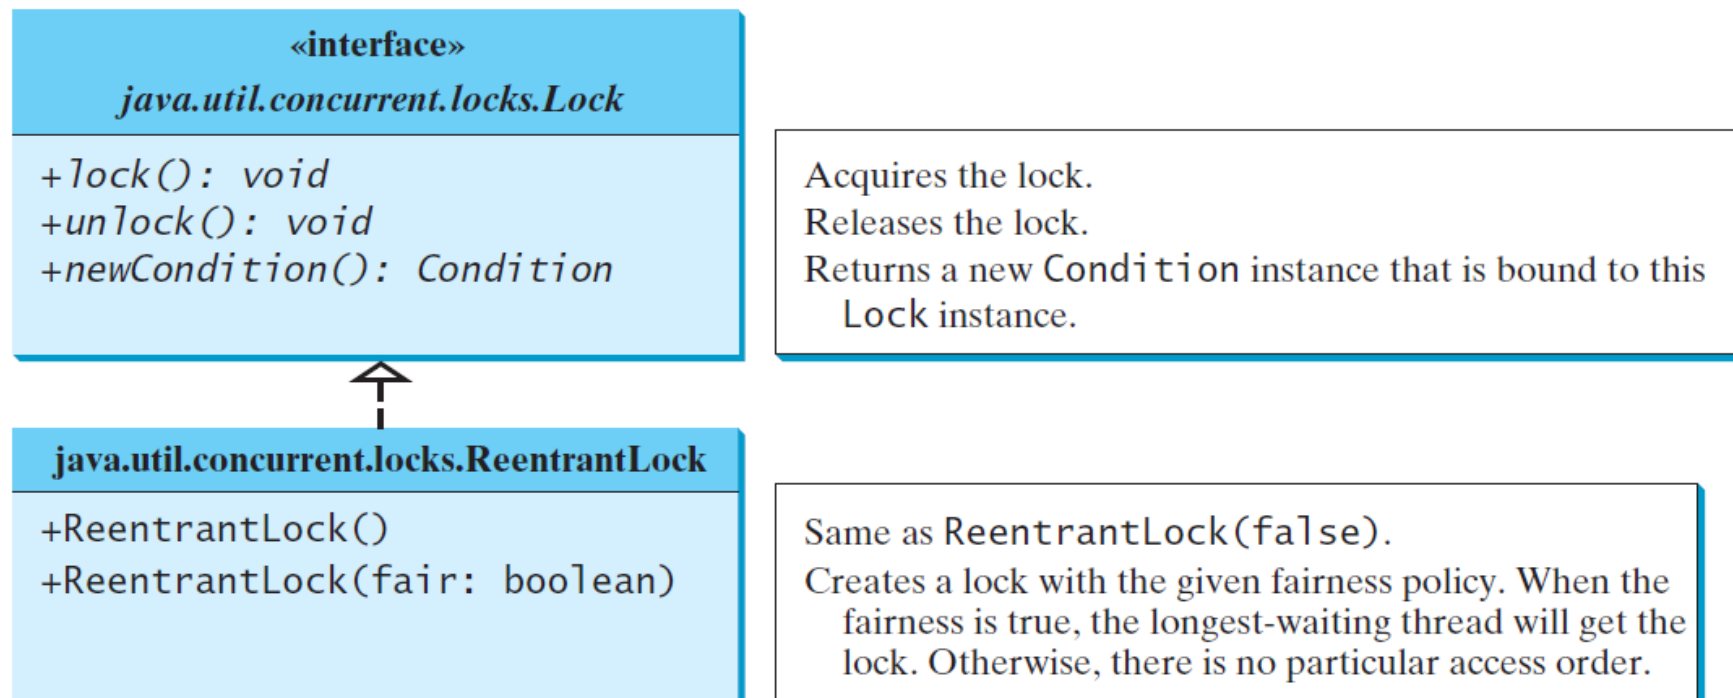 «interface»
java.util.concurrent.locks.Lock
+lock(): void
+unlock(): void
+newCondition(): Condition
Acquires the lock.
Releases the lock.
Returns a new Condition instance that is bound to this
Lock instance.
java.util.concurrent.locks.ReentrantLock
+ReentrantLock()
+ReentrantLock(fair: boolean)
Same as ReentrantLock(false).
Creates a lock with the given fairness policy. When the
fairness is true, the longest-waiting thread will get the
lock. Otherwise, there is no particular access order.